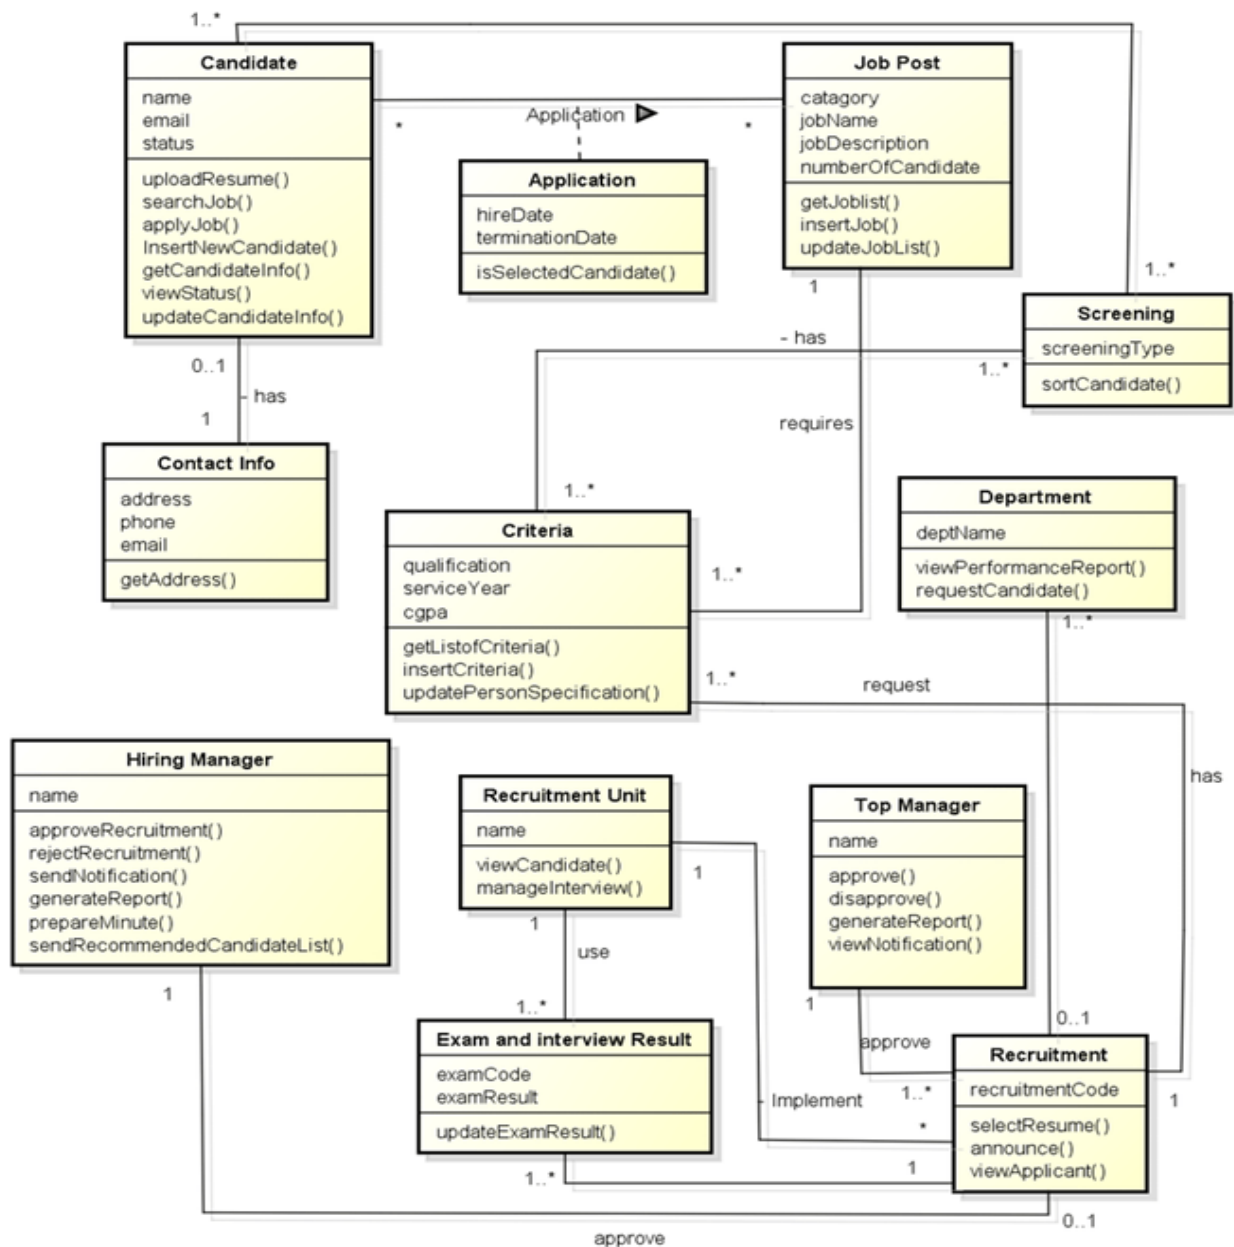 1..*
Candidate
name
email
status
uploadResume()
searchJob()
applyJob()
InsertNewCandidate()
getCandidateInfo()
viewStatus()
updateCandidateInfo()
*
Application
*
Application
hireDate
terminationDate
isSelectedCandidate()
Job Post
catagory
jobName
jobDescription
numberOfCandidate
getJoblist()
insertJob()
updateJobList()
1
1..*
Screening
screeningType
sortCandidate()
- has
1..*
requires
0..1
- has
1
Contact Info
address
phone
email
getAddress()
1..*
Criteria
qualification
serviceYear
cgpa
getListofCriteria()
insertCriteria()
updatePersonSpecification()
1..*
1..*
Department
deptName
viewPerformanceReport()
requestCandidate()
1..*
request
has
Hiring Manager
name
approveRecruitment()
rejectRecruitment()
sendNotification()
generateReport()
prepareMinute()
sendRecommendedCandidateList()
1
Recruitment Unit
name
viewCandidate()
manageInterview()
1
1
use
1..*
Top Manager
name
approve()
disapprove()
generateReport()
viewNotification()
1
approve
1..*
0..1
Exam and interview Result
examCode
examResult
updateExamResult()
1..*
- Implement
*
1
Recruitment
recruitmentCode
selectResume()
announce()
viewApplicant()
1
0..1
approve